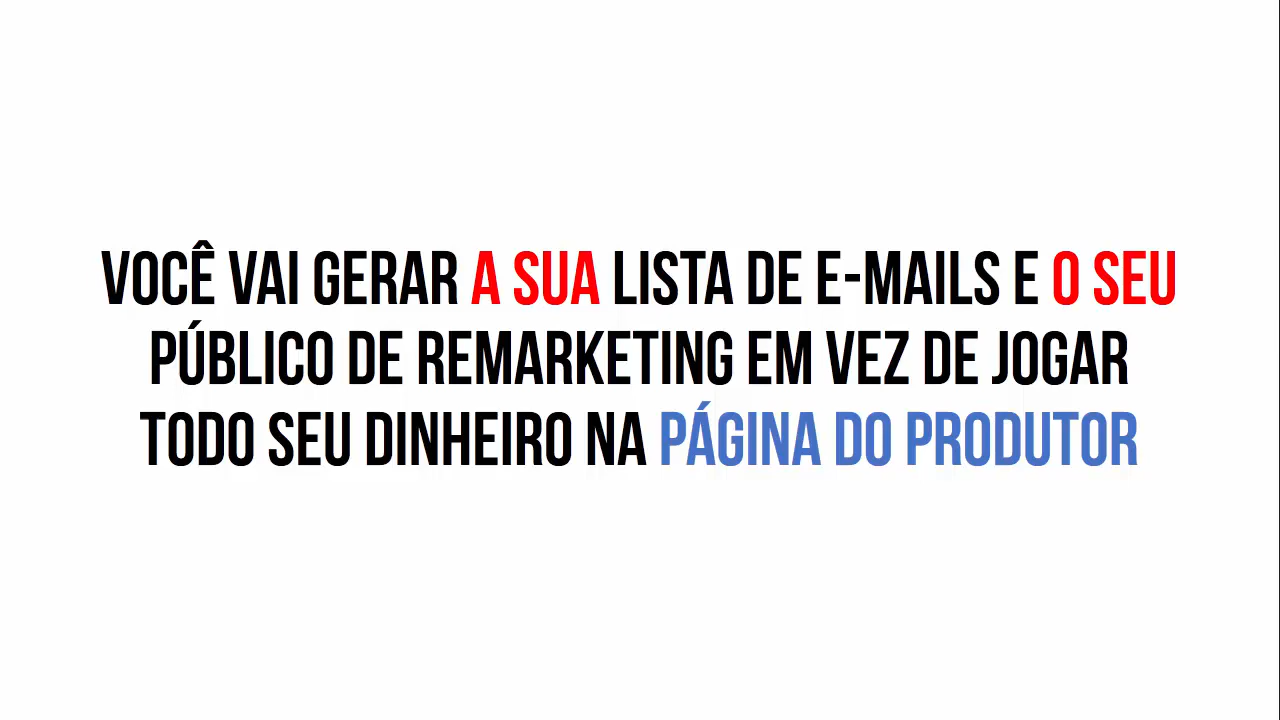 VOCÊ VAI GERAR A SUA LISTA DE E-MAILS E O SEU
PÚBLICO DE REMARKETING EM VEZ DE JOGAR
TODO SEU DINHEIRO NA PÁGINA DO PRODUTOR